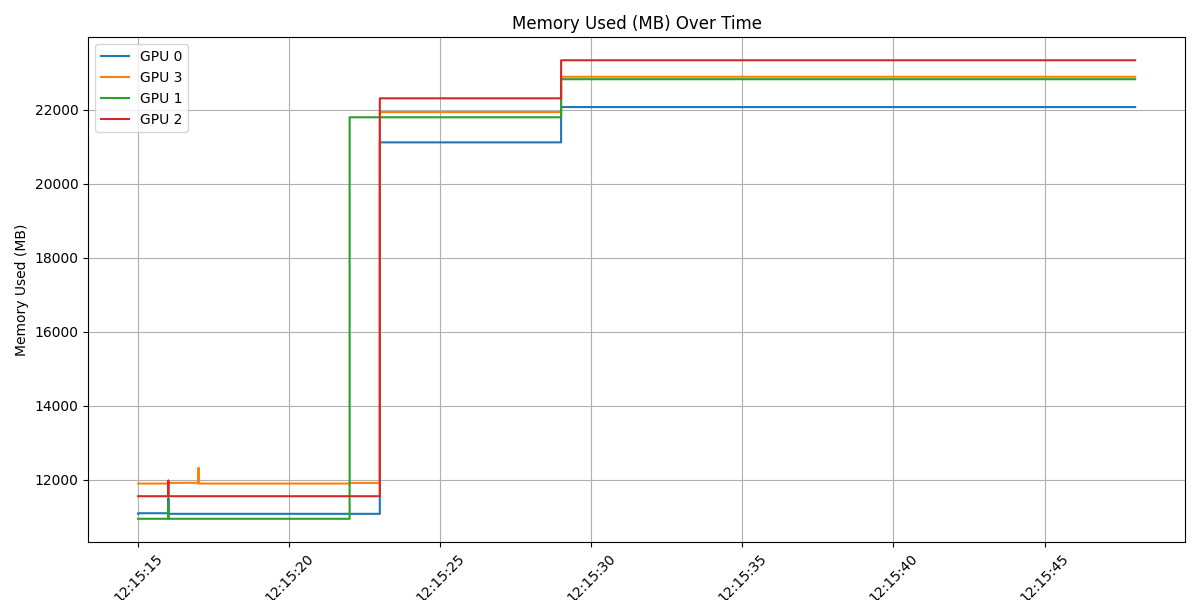 Memory Used (MB) Over Time
GPU 0
GPU 3
GPU 1
GPU 2
Memory Used (MB)
22000
20000
18000
16000
14000
12000
12:15:15
12:15:20
12:15:25
12:15:30
12:15:35
12:15:40
12:15:45